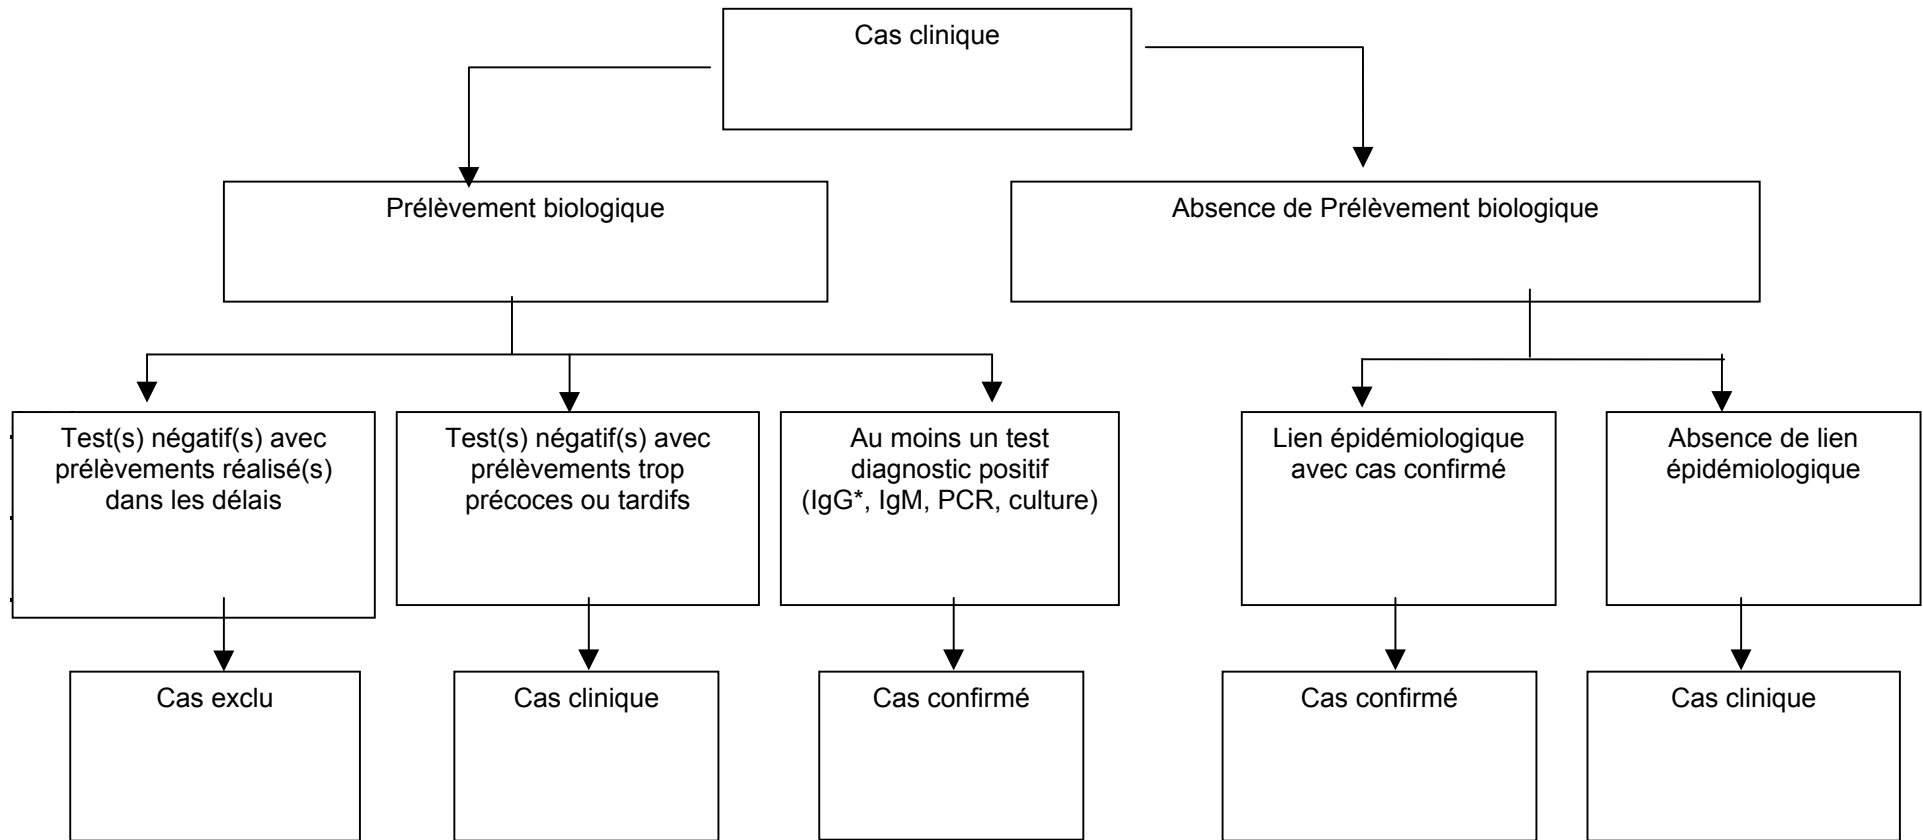 Cas clinique
Prélèvement biologique
Absence de Prélèvement biologique
Test(s) négatif(s) avec
prélèvements réalisé(s)
dans les délais
Test(s) négatif(s) avec
prélèvements trop
précoces ou tardifs
Au moins un test
diagnostic positif
(IgG*, IgM, PCR, culture)
Lien épidémiologique
avec cas confirmé
Absence de lien
épidémiologique
Cas exclu
Cas clinique
Cas confirmé
Cas confirmé
Cas clinique